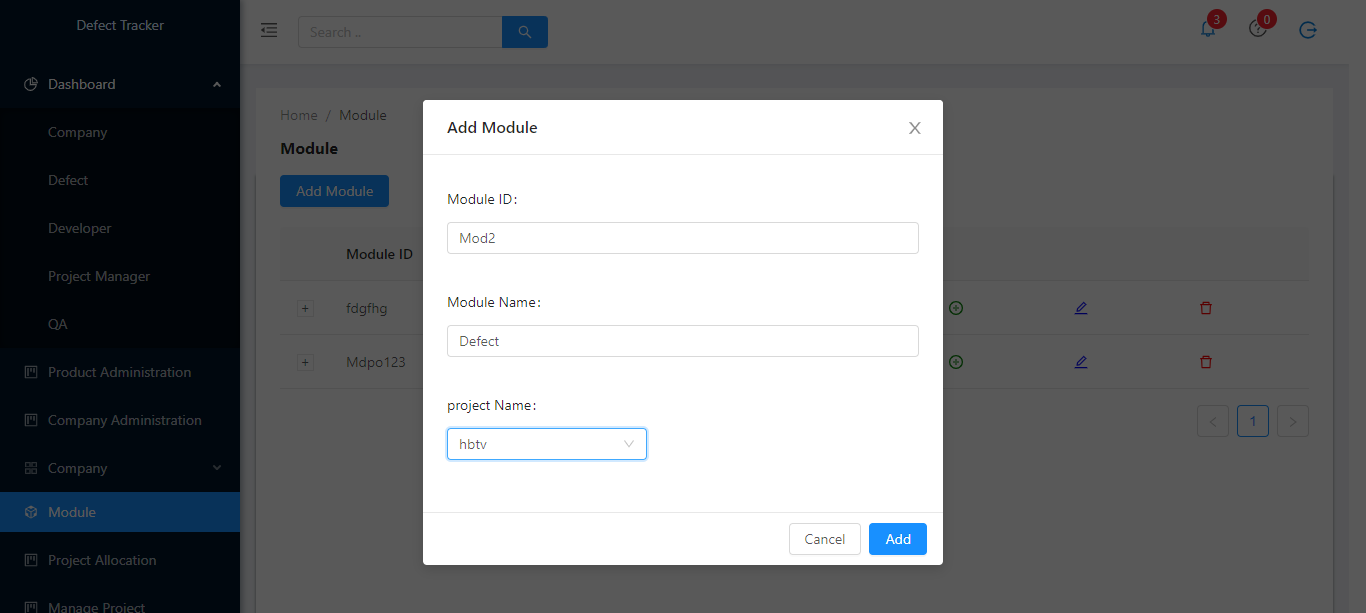 Defect Tracker
Dashboard
Company
Defect
Developer
Project Manager
QA
Product Administration
Company Administration
Company
Module
Project Allocation
Manage Project
Search ..
3
0
Home / Module
Module
Add Module
Module ID
fdgfhg
Mdpo123
< 1 >
Add Module
Module ID:
Mod2
Module Name:
Defect
project Name:
hbtv
Cancel Add